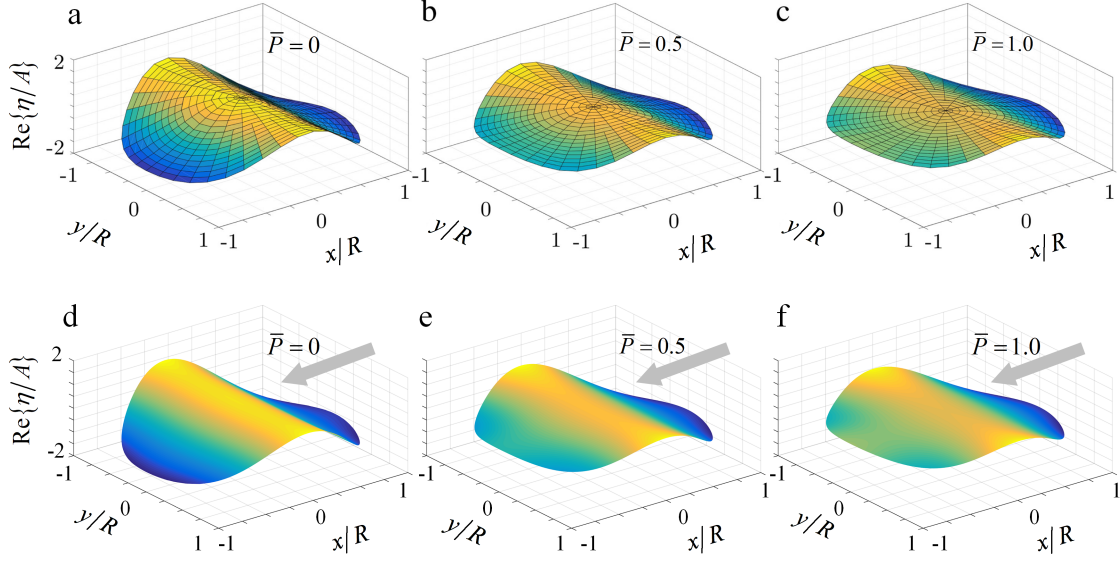 a
b
c
P̅ = 0
P̅ = 0.5
P̅ = 1.0
Re{η/A}
2
-2
-1
0
1
y/R
-1
0
1
x/R
-1
0
1
y/R
-1
0
1
x/R
-1
0
1
y/R
-1
0
1
x/R
d
e
f
P̅ = 0
P̅ = 0.5
P̅ = 1.0
Re{η/A}
2
-2
-1
0
1
y/R
-1
0
1
x/R
-1
0
1
y/R
-1
0
1
x/R
-1
0
1
y/R
-1
0
1
x/R